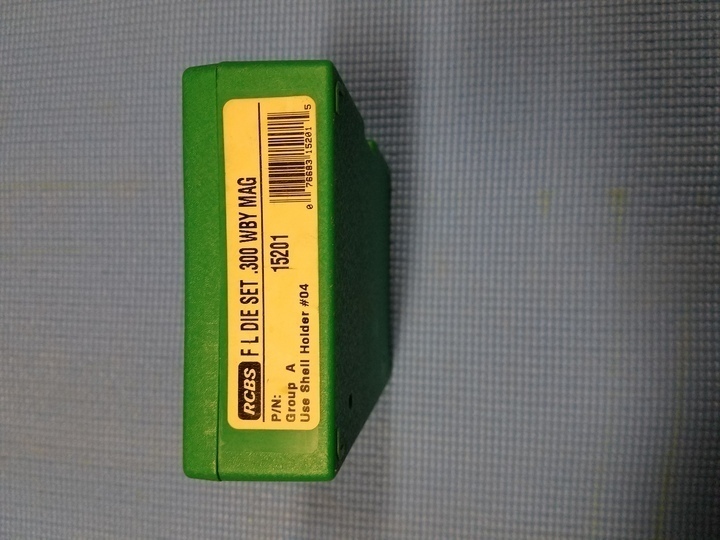 RCBS F L DIE SET .300 WBY MAG
P/N: 15201
Group A
Use Shell Holder #04
0 76683 15201 5